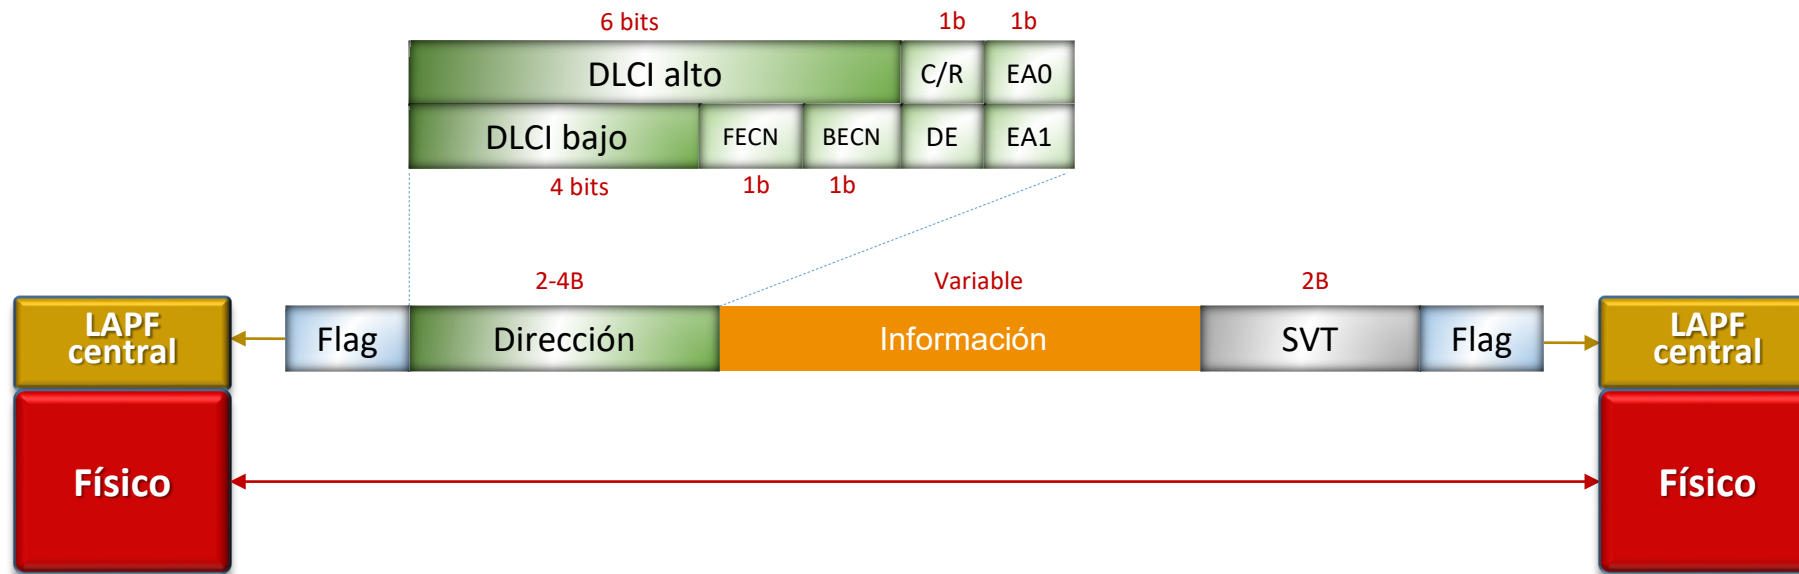 6 bits 1b 1b
DLCI alto C/R EA0
DLCI bajo FECN BECN DE EA1
4 bits 1b 1b
2-4B Variable 2B
LAPF
central
Flag Dirección Información SVT Flag
LAPF
central
Físico
Físico